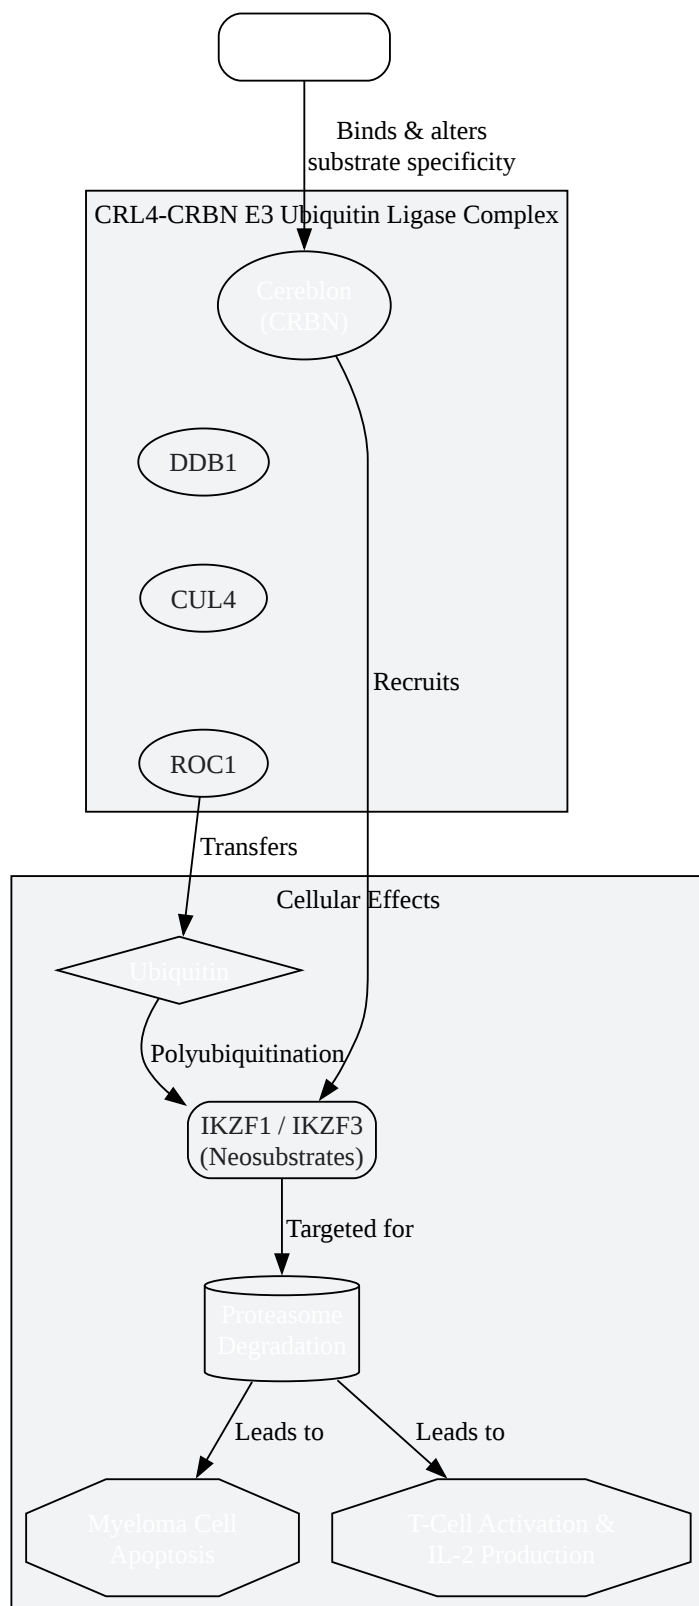 Binds & alters
substrate specificity
CRL4-CRBN E3 Ubiquitin Ligase Complex
Cereblon
(CRBN)
DDB1
CUL4
Recruits
ROC1
Transfers
Cellular Effects
Ubiquitin
Polyubiquitination
IKZF1 / IKZF3
(Neosubstrates)
Targeted for
Proteasome
Degradation
Leads to
Leads to
Myeloma Cell
Apoptosis
T-Cell Activation &
IL-2 Production